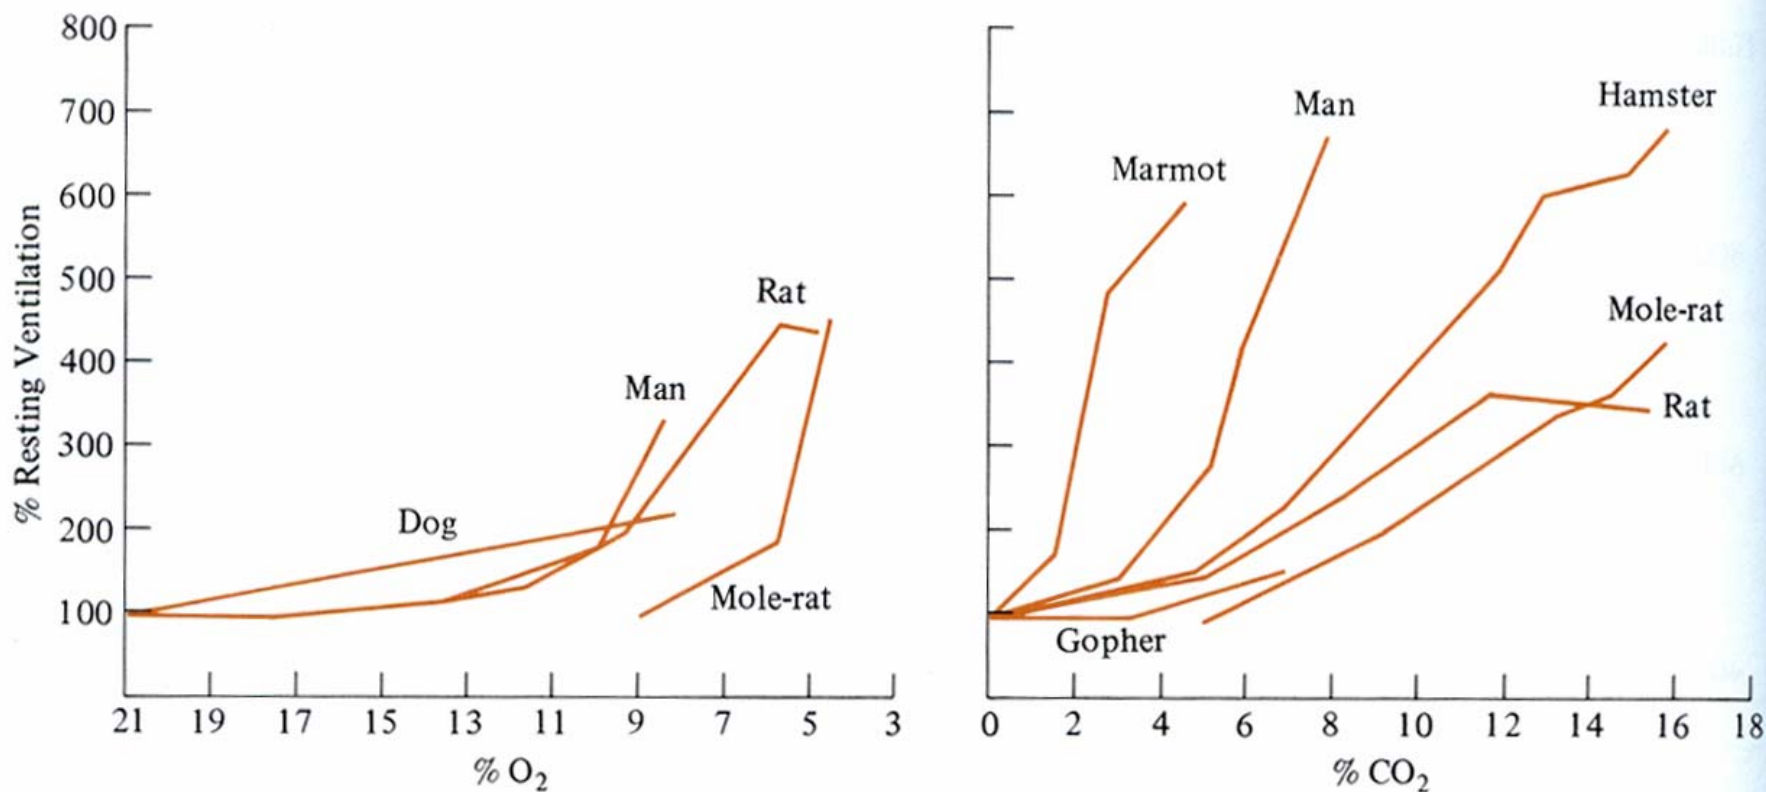 % Resting Ventilation
800
700
600
500
400
300
200
100
Rat
Man
Dog
Mole-rat
21 19 17 15 13 11 9 7 5 3
% O₂
Hamster
Man
Marmot
Mole-rat
Rat
Gopher
0 2 4 6 8 10 12 14 16 18
% CO₂